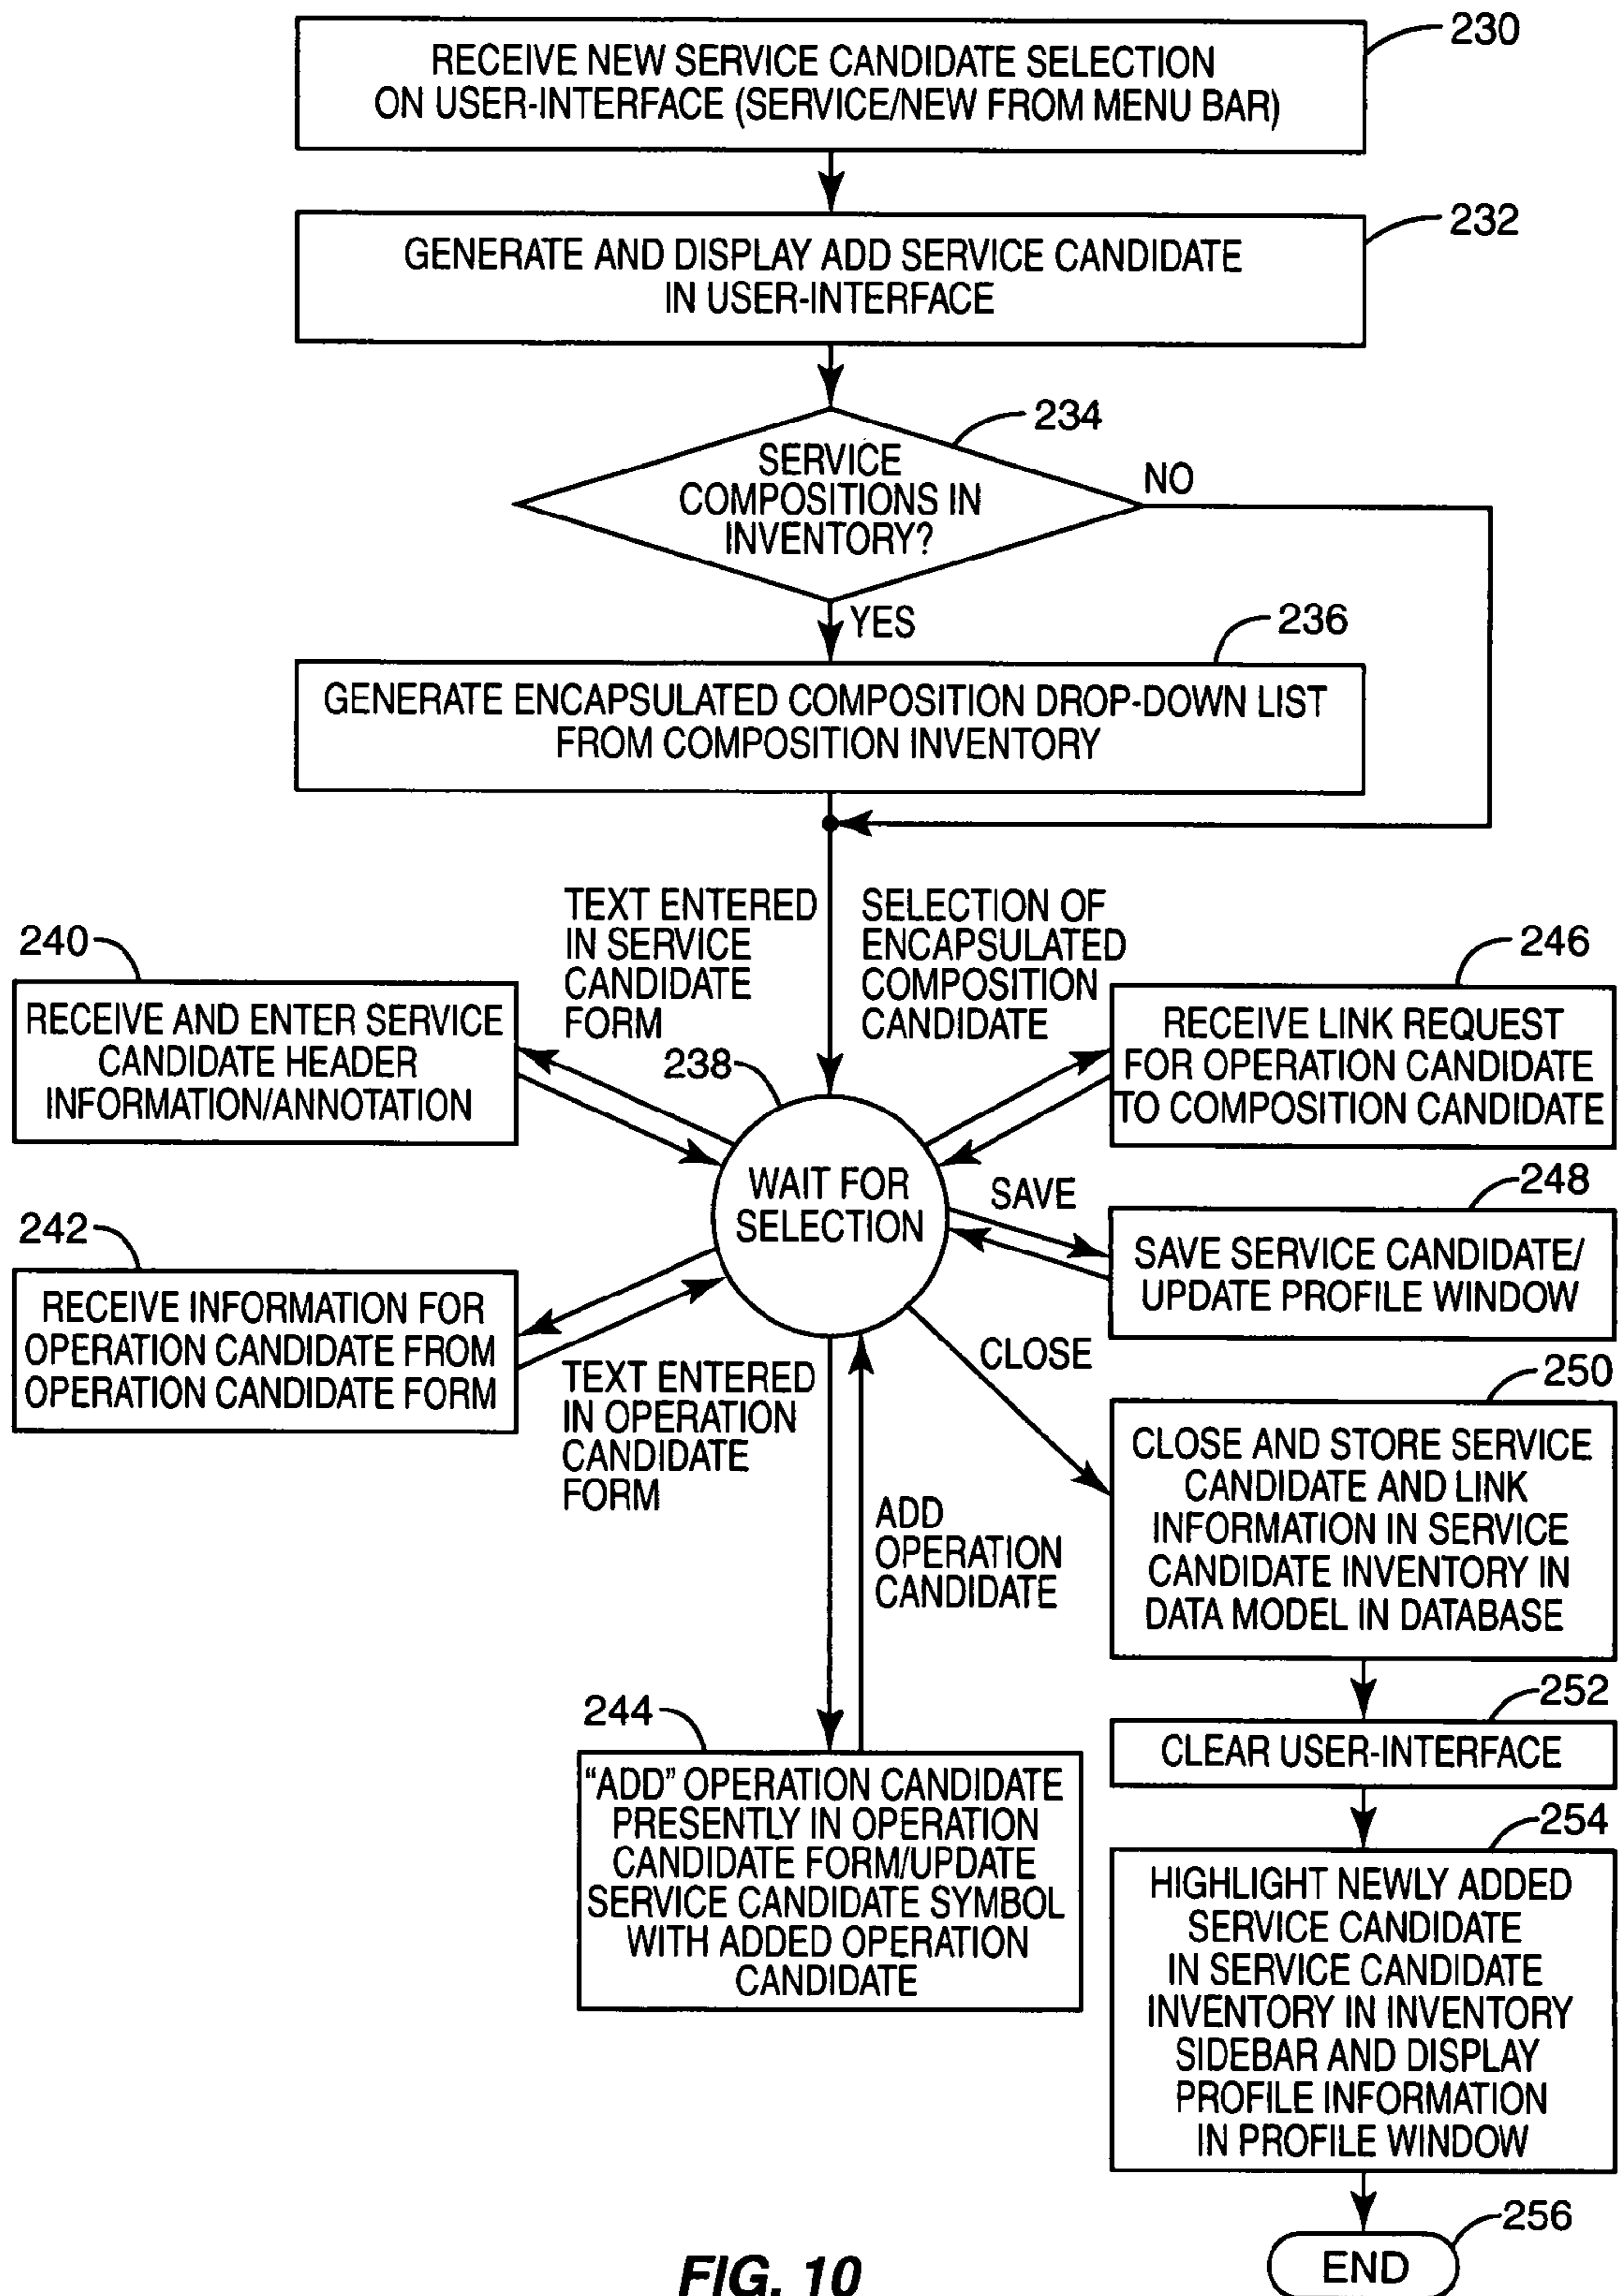 230
RECEIVE NEW SERVICE CANDIDATE SELECTION
ON USER-INTERFACE (SERVICE/NEW FROM MENU BAR)
232
GENERATE AND DISPLAY ADD SERVICE CANDIDATE
IN USER-INTERFACE
234
SERVICE
COMPOSITIONS IN
INVENTORY?
NO
YES
236
GENERATE ENCAPSULATED COMPOSITION DROP-DOWN LIST
FROM COMPOSITION INVENTORY
TEXT ENTERED
IN SERVICE
CANDIDATE
FORM
SELECTION OF
ENCAPSULATED
COMPOSITION
CANDIDATE
240
RECEIVE AND ENTER SERVICE
CANDIDATE HEADER
INFORMATION/ANNOTATION
238
WAIT FOR
SELECTION
246
RECEIVE LINK REQUEST
FOR OPERATION CANDIDATE
TO COMPOSITION CANDIDATE
SAVE
248
SAVE SERVICE CANDIDATE/
UPDATE PROFILE WINDOW
242
RECEIVE INFORMATION FOR
OPERATION CANDIDATE FROM
OPERATION CANDIDATE FORM
TEXT ENTERED
IN OPERATION
CANDIDATE
FORM
CLOSE
250
CLOSE AND STORE SERVICE
CANDIDATE AND LINK
INFORMATION IN SERVICE
CANDIDATE INVENTORY IN
DATA MODEL IN DATABASE
ADD
OPERATION
CANDIDATE
244
"ADD" OPERATION CANDIDATE
PRESENTLY IN OPERATION
CANDIDATE FORM/UPDATE
SERVICE CANDIDATE SYMBOL
WITH ADDED OPERATION
CANDIDATE
252
CLEAR USER-INTERFACE
254
HIGHLIGHT NEWLY ADDED
SERVICE CANDIDATE
IN SERVICE CANDIDATE
INVENTORY IN INVENTORY
SIDEBAR AND DISPLAY
PROFILE INFORMATION
IN PROFILE WINDOW
256
END
FIG. 10